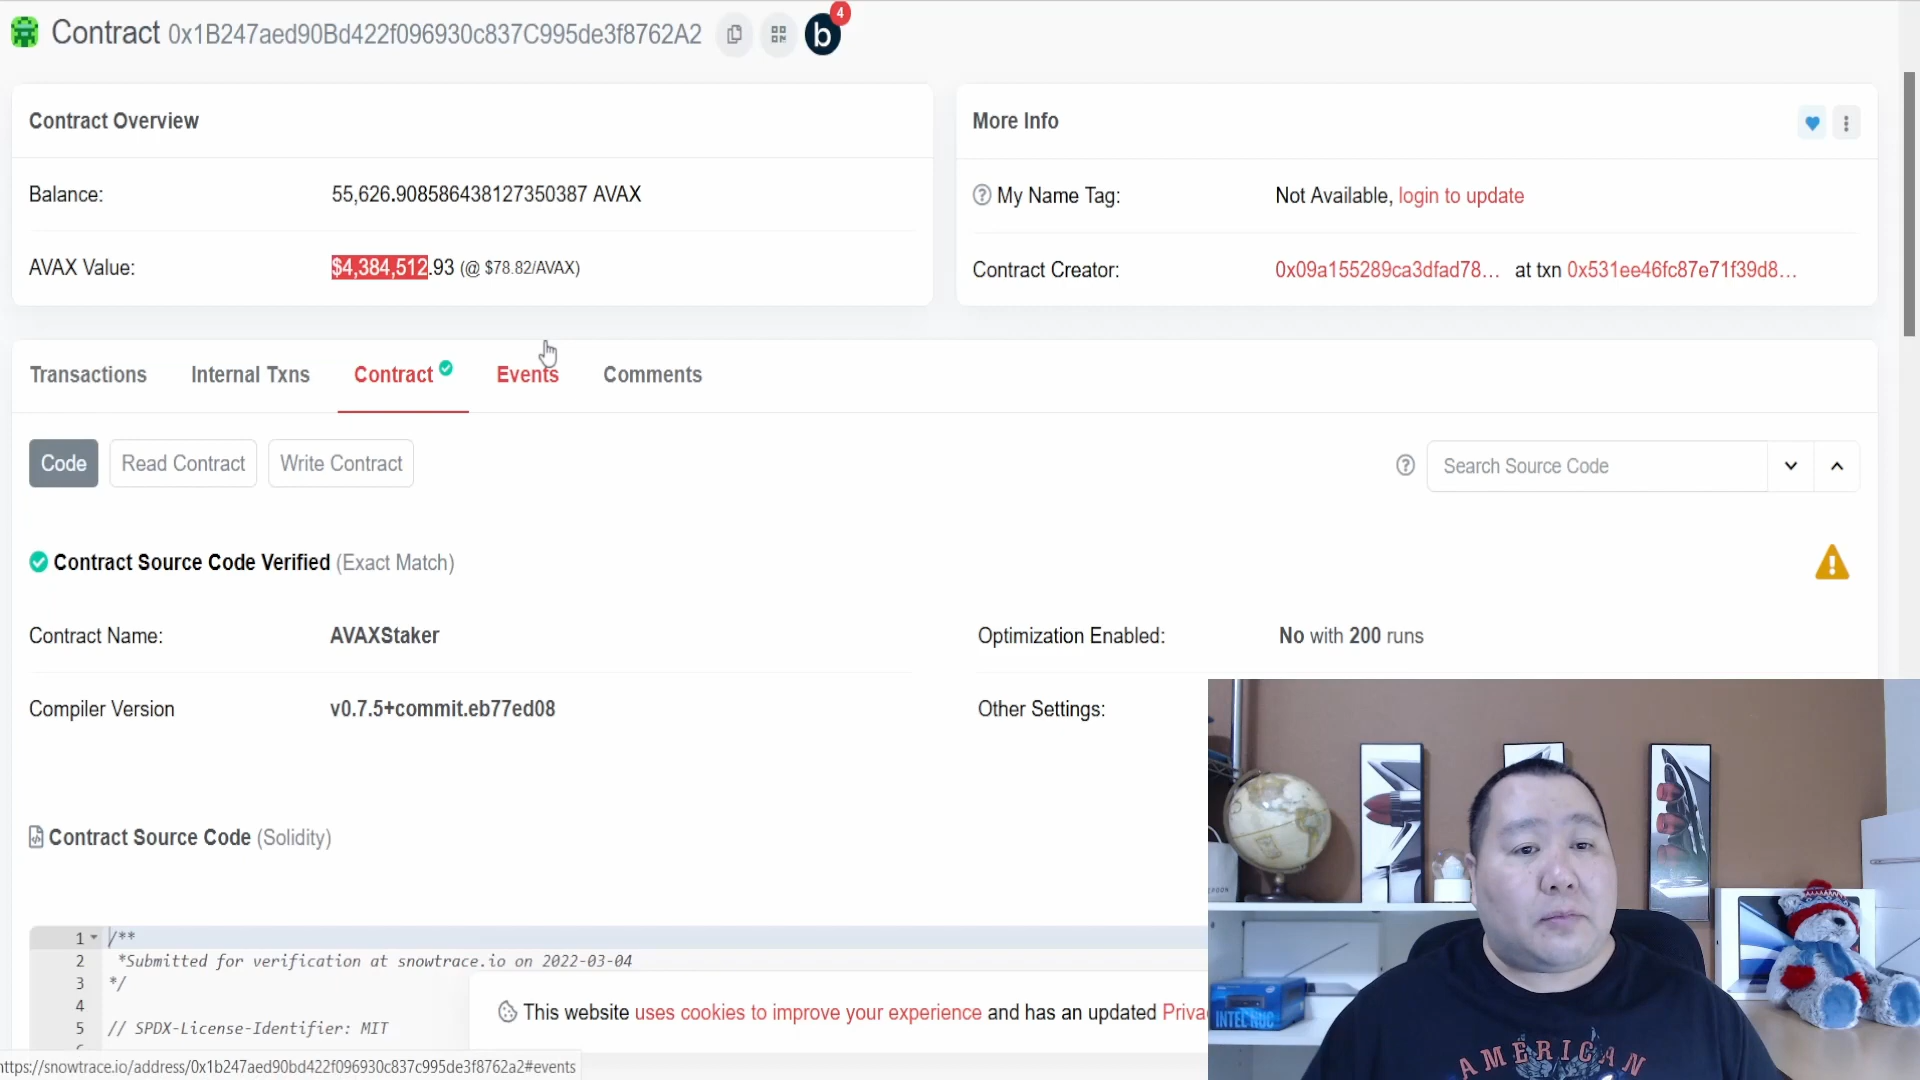 Contract 0x1B247aed90Bd422f096930c837C995de3f8762A2
b
4
Contract Overview
Balance: 55,626.908586438127350387 AVAX
AVAX Value: $4,384,512.93 (@ $78.82/AVAX)
More Info
My Name Tag: Not Available, login to update
Contract Creator: 0x09a155289ca3dfad78... at txn 0x531ee46fc87e71f39d8...
Transactions Internal Txns Contract Events Comments
Code Read Contract Write Contract
Search Source Code
Contract Source Code Verified (Exact Match)
Contract Name: AVAXStaker
Optimization Enabled: No with 200 runs
Compiler Version v0.7.5+commit.eb77ed08
Other Settings:
Contract Source Code (Solidity)
1 /**
2 *Submitted for verification at snowtrace.io on 2022-03-04
3 */
4
5 // SPDX-License-Identifier: MIT
This website uses cookies to improve your experience and has an updated Priva
https://snowtrace.io/address/0x1b247aed90bd422f096930c837c995de3f8762a2#events
INTEL NUC
AMERICAN